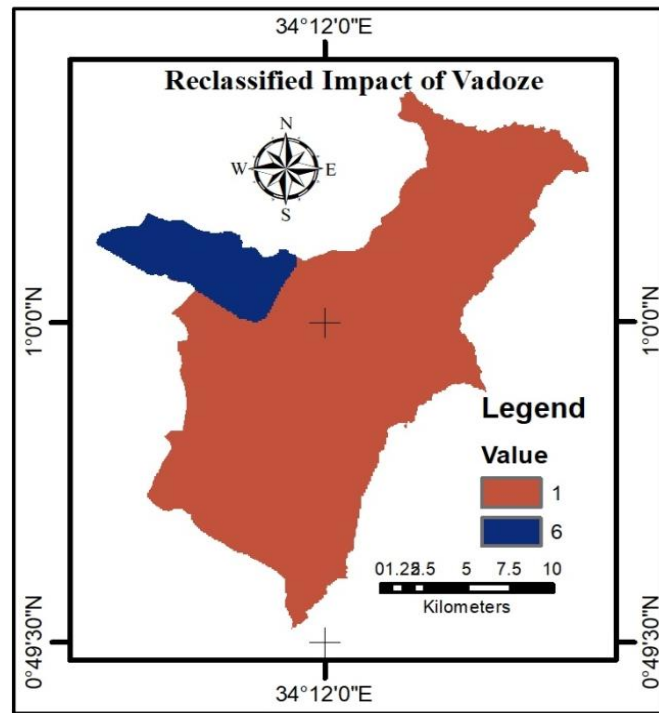 34°12'0"E
Reclassified Impact of Vadoze
N
W E
S
1°0'0"N 1°0'0"N
Legend
Value
1
6
01.252.5 5 7.5 10
Kilometers
0°49'30"N 0°49'30"N
34°12'0"E